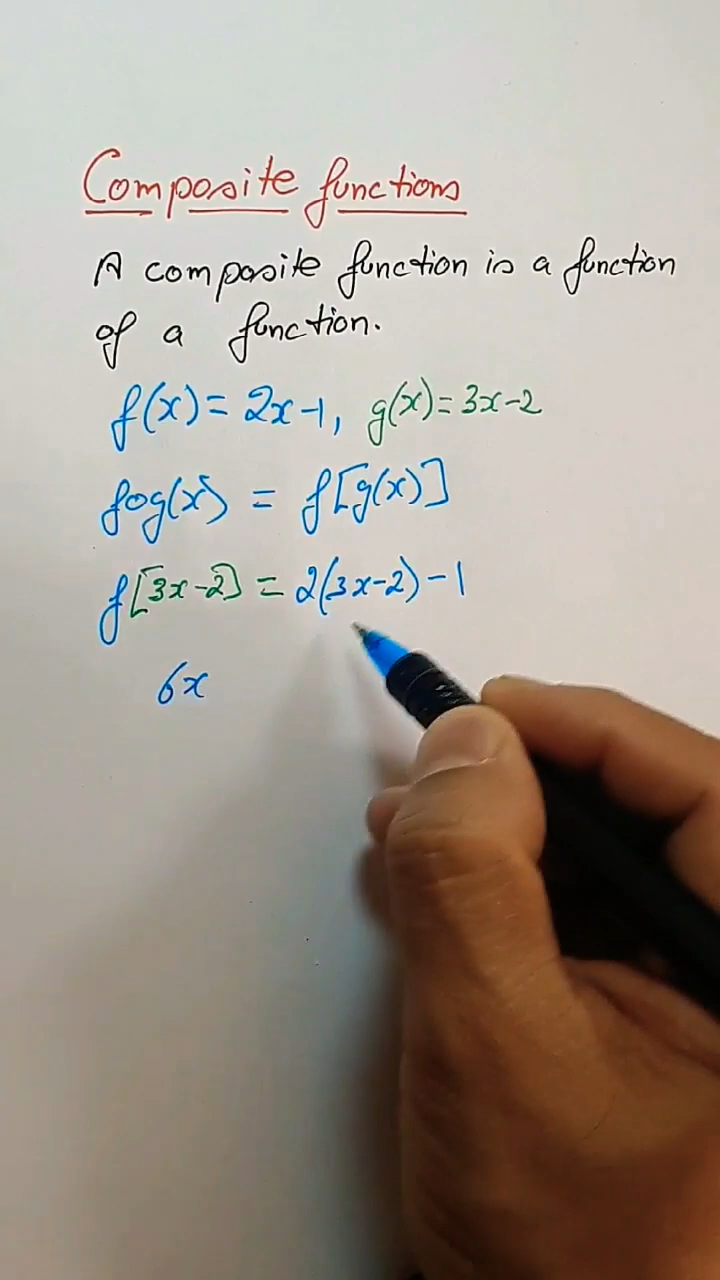 Composite functions
A composite function is a function
of a function.
f(x) = 2x-1, g(x) = 3x-2
fog(x) = f[g(x)]
f[3x-2] = 2(3x-2)-1
6x